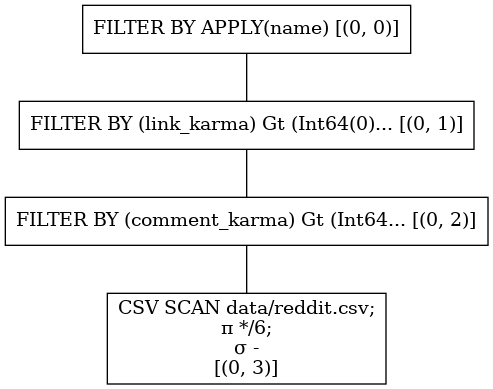 FILTER BY APPLY(name) [(0, 0)]
FILTER BY (link_karma) Gt (Int64(0)... [(0, 1)]
FILTER BY (comment_karma) Gt (Int64... [(0, 2)]
CSV SCAN data/reddit.csv;
π */6;
σ -
[(0, 3)]